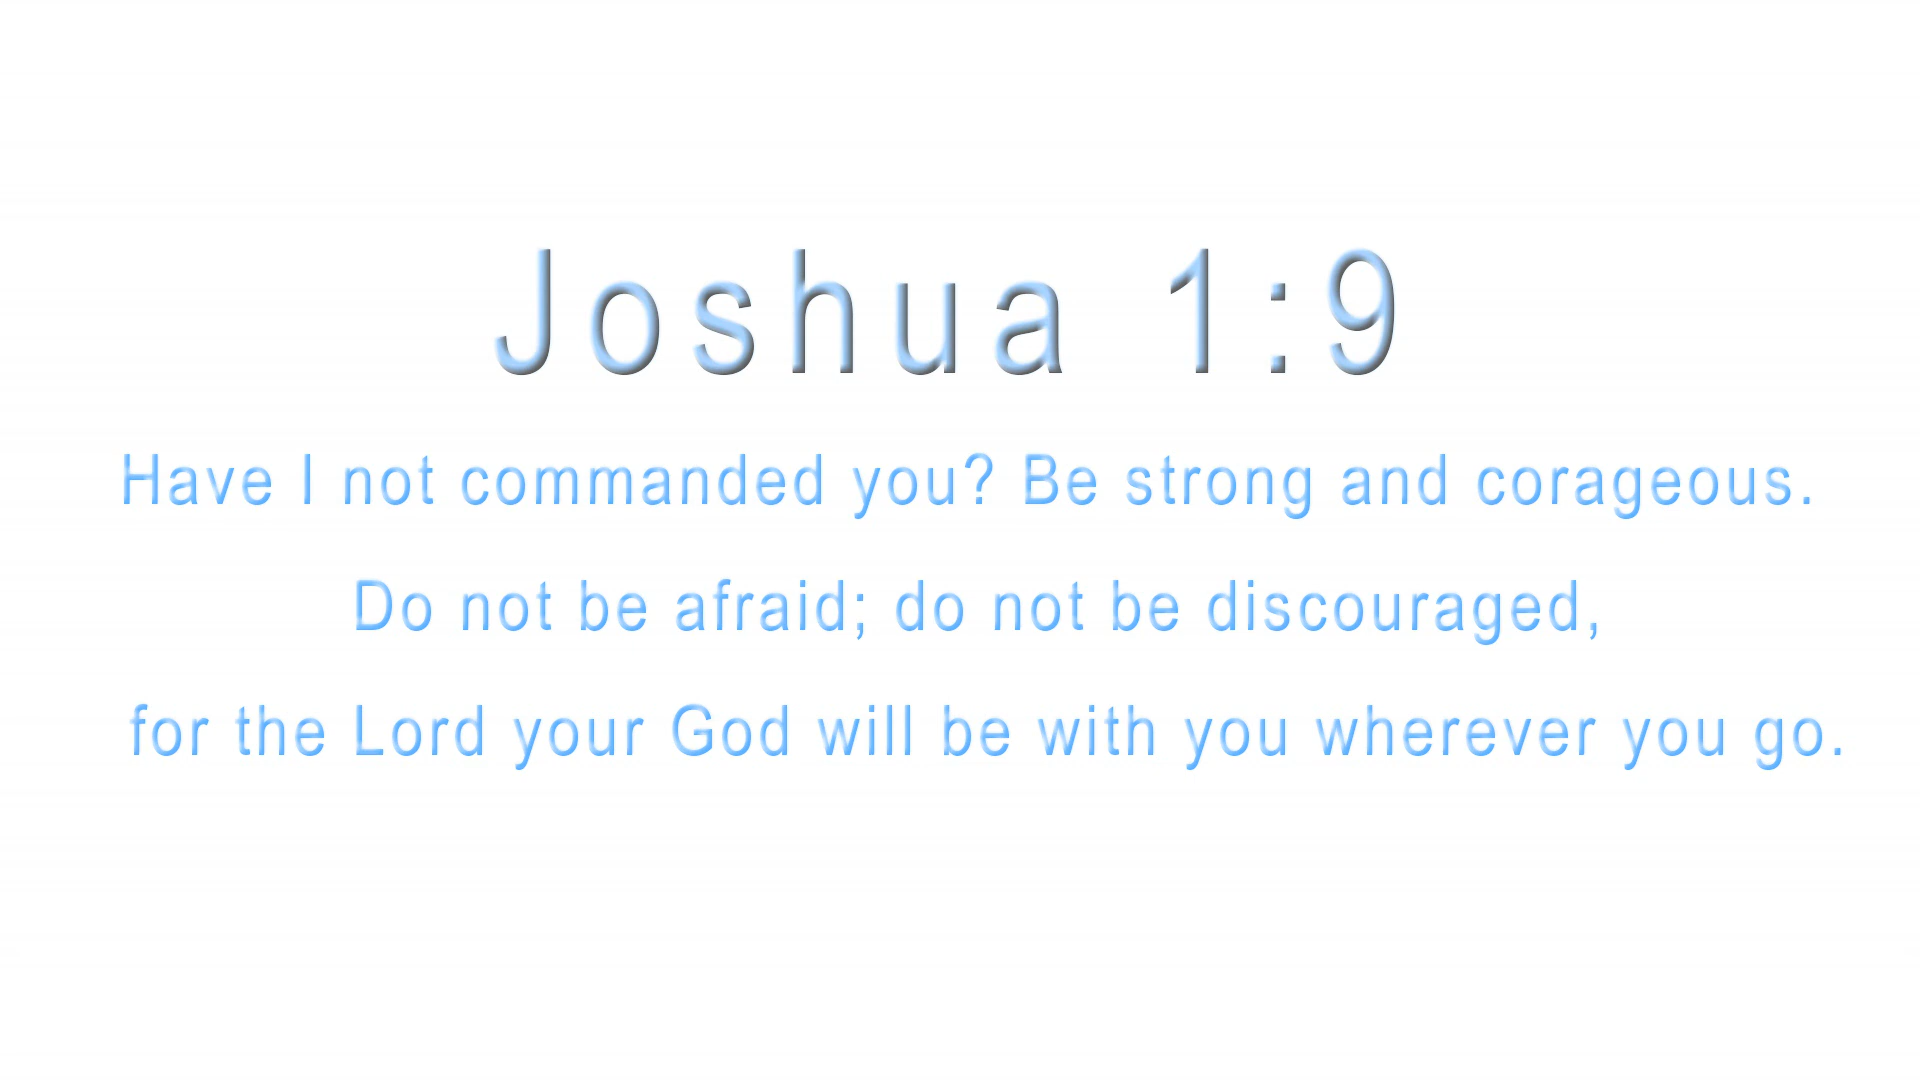 Joshua 1:9
Have I not commanded you? Be strong and corageous.
Do not be afraid; do not be discouraged,
for the Lord your God will be with you wherever you go.